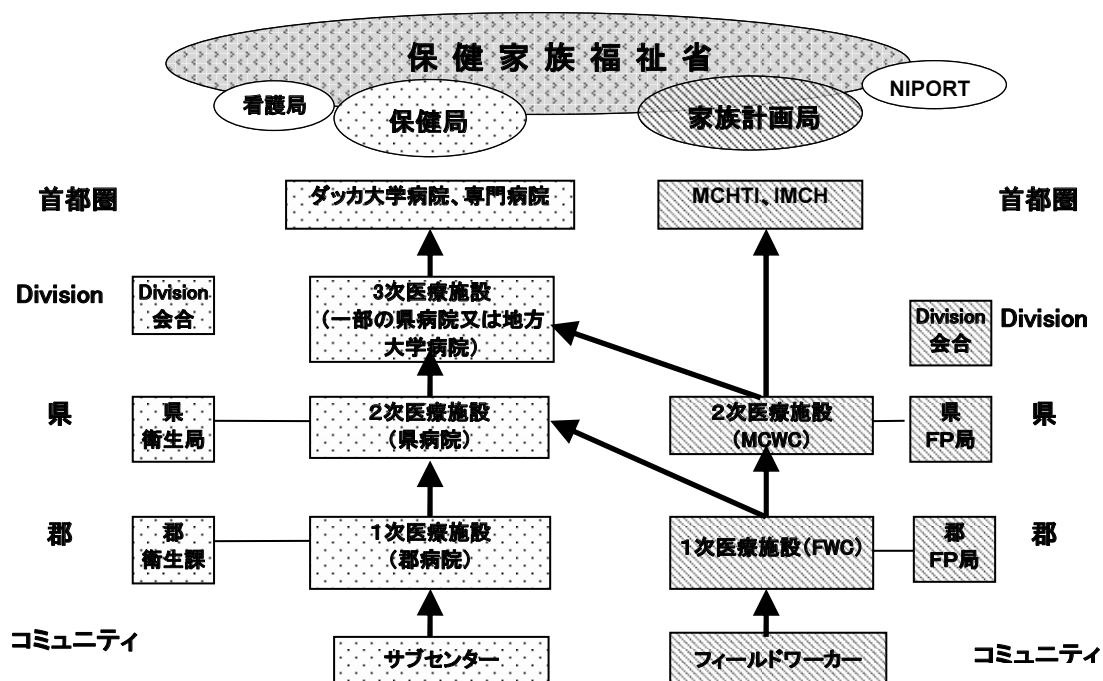 保健家族福祉省
看護局
保健局
家族計画局
NIPORT
首都圏
ダッカ大学病院、専門病院
MCHTI、IMCH
首都圏
Division
Division
会合
3次医療施設
(一部の県病院又は地方
大学病院)
Division
会合
Division
県
県
衛生局
2次医療施設
(県病院)
2次医療施設
(MCWC)
県
FP局
県
郡
郡
衛生課
1次医療施設
(郡病院)
1次医療施設(FWC)
郡
FP局
郡
コミュニティ
サブセンター
フィールドワーカー
コミュニティ